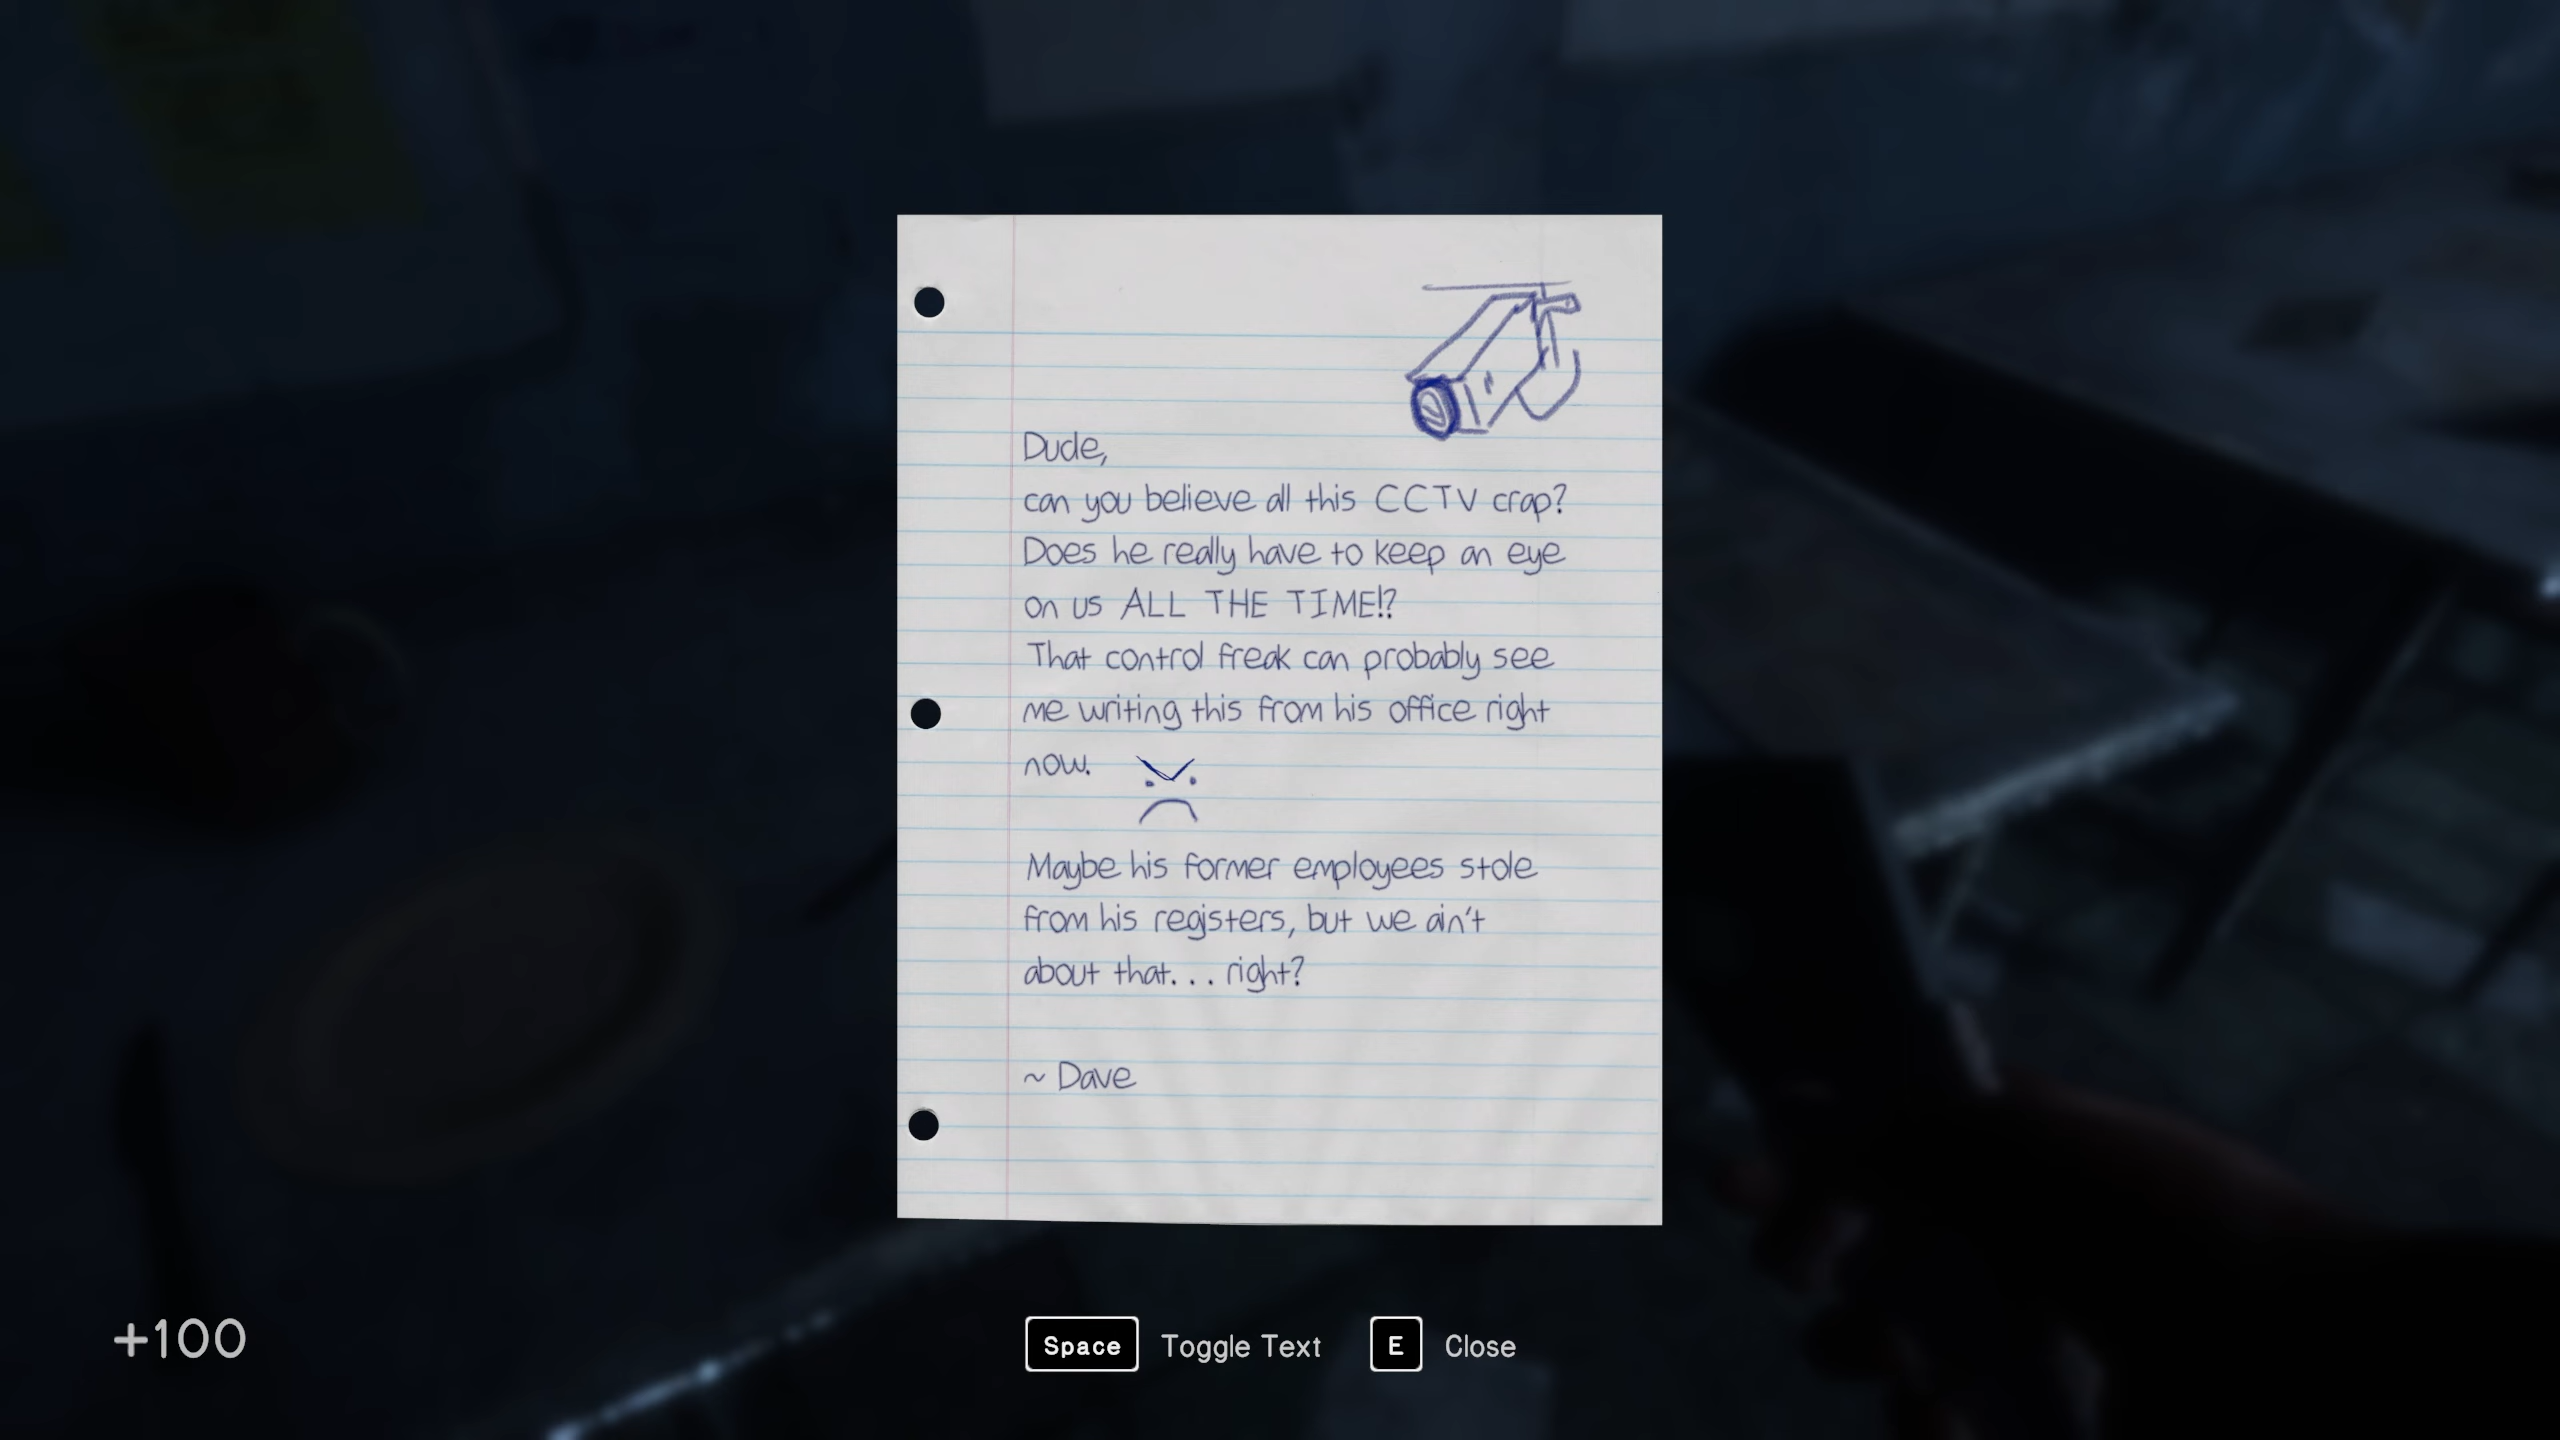 Dude,
can you believe all this CCTV crap?
Does he really have to keep an eye
on us ALL THE TIME!?
That control freak can probably see
me writing this from his office right
now.
Maybe his former employees stole
from his registers, but we ain't
about that... right?
~ Dave
+100
Space Toggle Text E Close